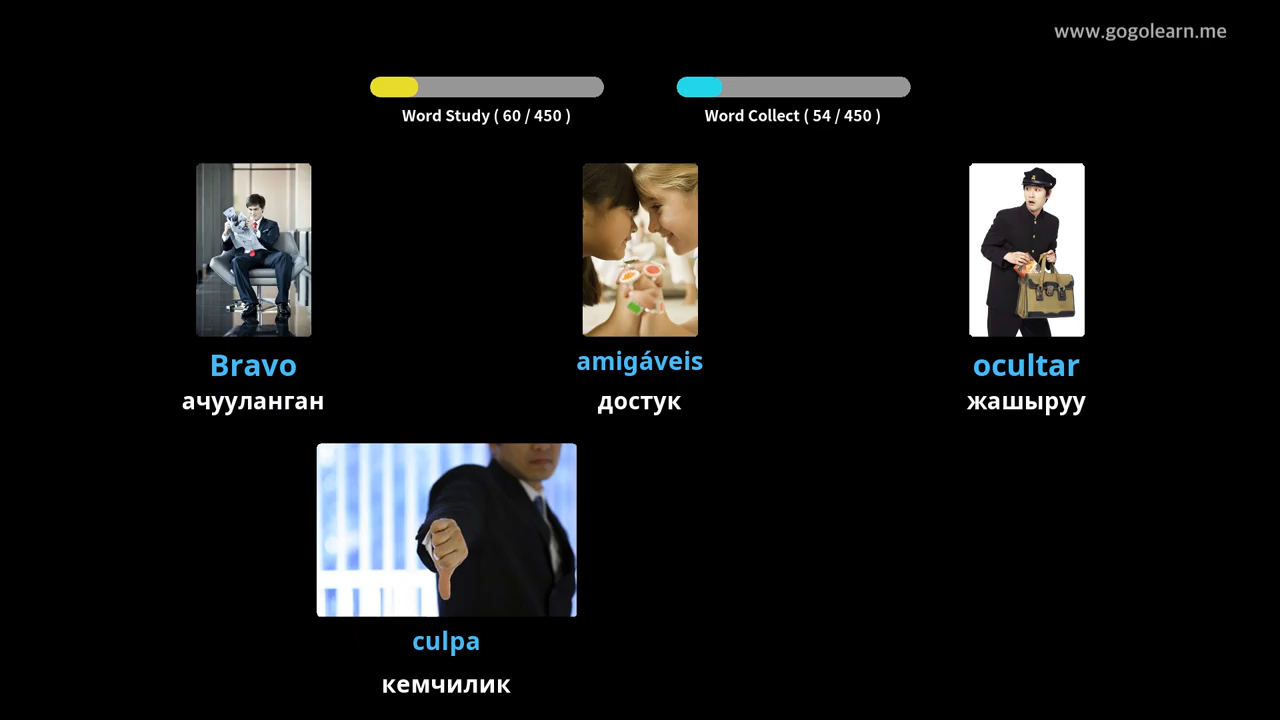 www.gogolearn.me
Word Study ( 60 / 450 )
Word Collect ( 54 / 450 )
Bravo
ачууланган
amigáveis
достук
ocultar
жашыруу
culpa
кемчилик